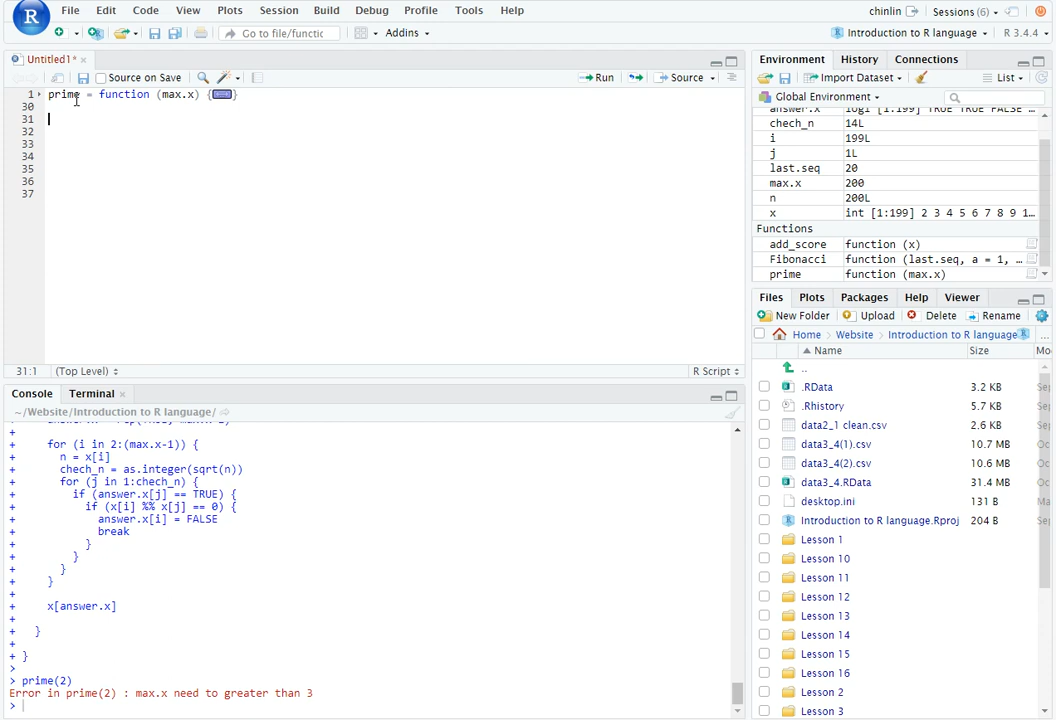 File Edit Code View Plots Session Build Debug Profile Tools Help
chinlin Sessions (6)
Go to file/functic Addins
Introduction to R language R 3.4.4
Untitled1* ×
Source on Save Run Source
1 prime = function (max.x) {}
30
31
32
33
34
35
36
37
31:1 (Top Level) R Script
Console Terminal ×
~/Website/Introduction to R language/
+
+ for (i in 2:(max.x-1)) {
+ n = x[i]
+ chech_n = as.integer(sqrt(n))
+ for (j in 1:chech_n) {
+ if (answer.x[j] == TRUE) {
+ if (x[i] %% x[j] == 0) {
+ answer.x[i] = FALSE
+ break
+ }
+ }
+ }
+ }
+
+ x[answer.x]
+
+ }
+
+ }
>
> prime(2)
Error in prime(2) : max.x need to greater than 3
>
Environment History Connections
Import Dataset List
Global Environment
answer.x logi [1:199] TRUE TRUE FALSE …
chech_n 14L
i 199L
j 1L
last.seq 20
max.x 200
n 200L
x int [1:199] 2 3 4 5 6 7 8 9 1…
Functions
add_score function (x)
Fibonacci function (last.seq, a = 1, …
prime function (max.x)
Files Plots Packages Help Viewer
New Folder Upload Delete Rename
Home Website Introduction to R language ...
Name Size Mo
..
.RData 3.2 KB
.Rhistory 5.7 KB
data2_1 clean.csv 2.6 KB
data3_4(1).csv 10.7 MB
data3_4(2).csv 10.6 MB
data3_4.RData 31.4 MB
desktop.ini 131 B
Introduction to R language.Rproj 204 B
Lesson 1
Lesson 10
Lesson 11
Lesson 12
Lesson 13
Lesson 14
Lesson 15
Lesson 16
Lesson 2
Lesson 3